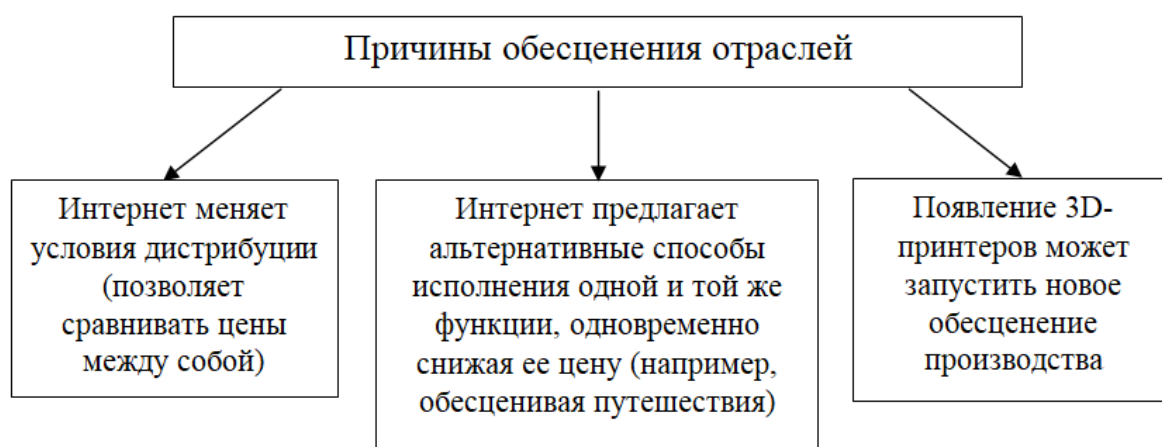 Причины обесценения отраслей
Интернет меняет
условия дистрибуции
(позволяет
сравнивать цены
между собой)
Интернет предлагает
альтернативные способы
исполнения одной и той же
функции, одновременно
снижая ее цену (например,
обесценивая путешествия)
Появление 3D-
принтеров может
запустить новое
обесценение
производства